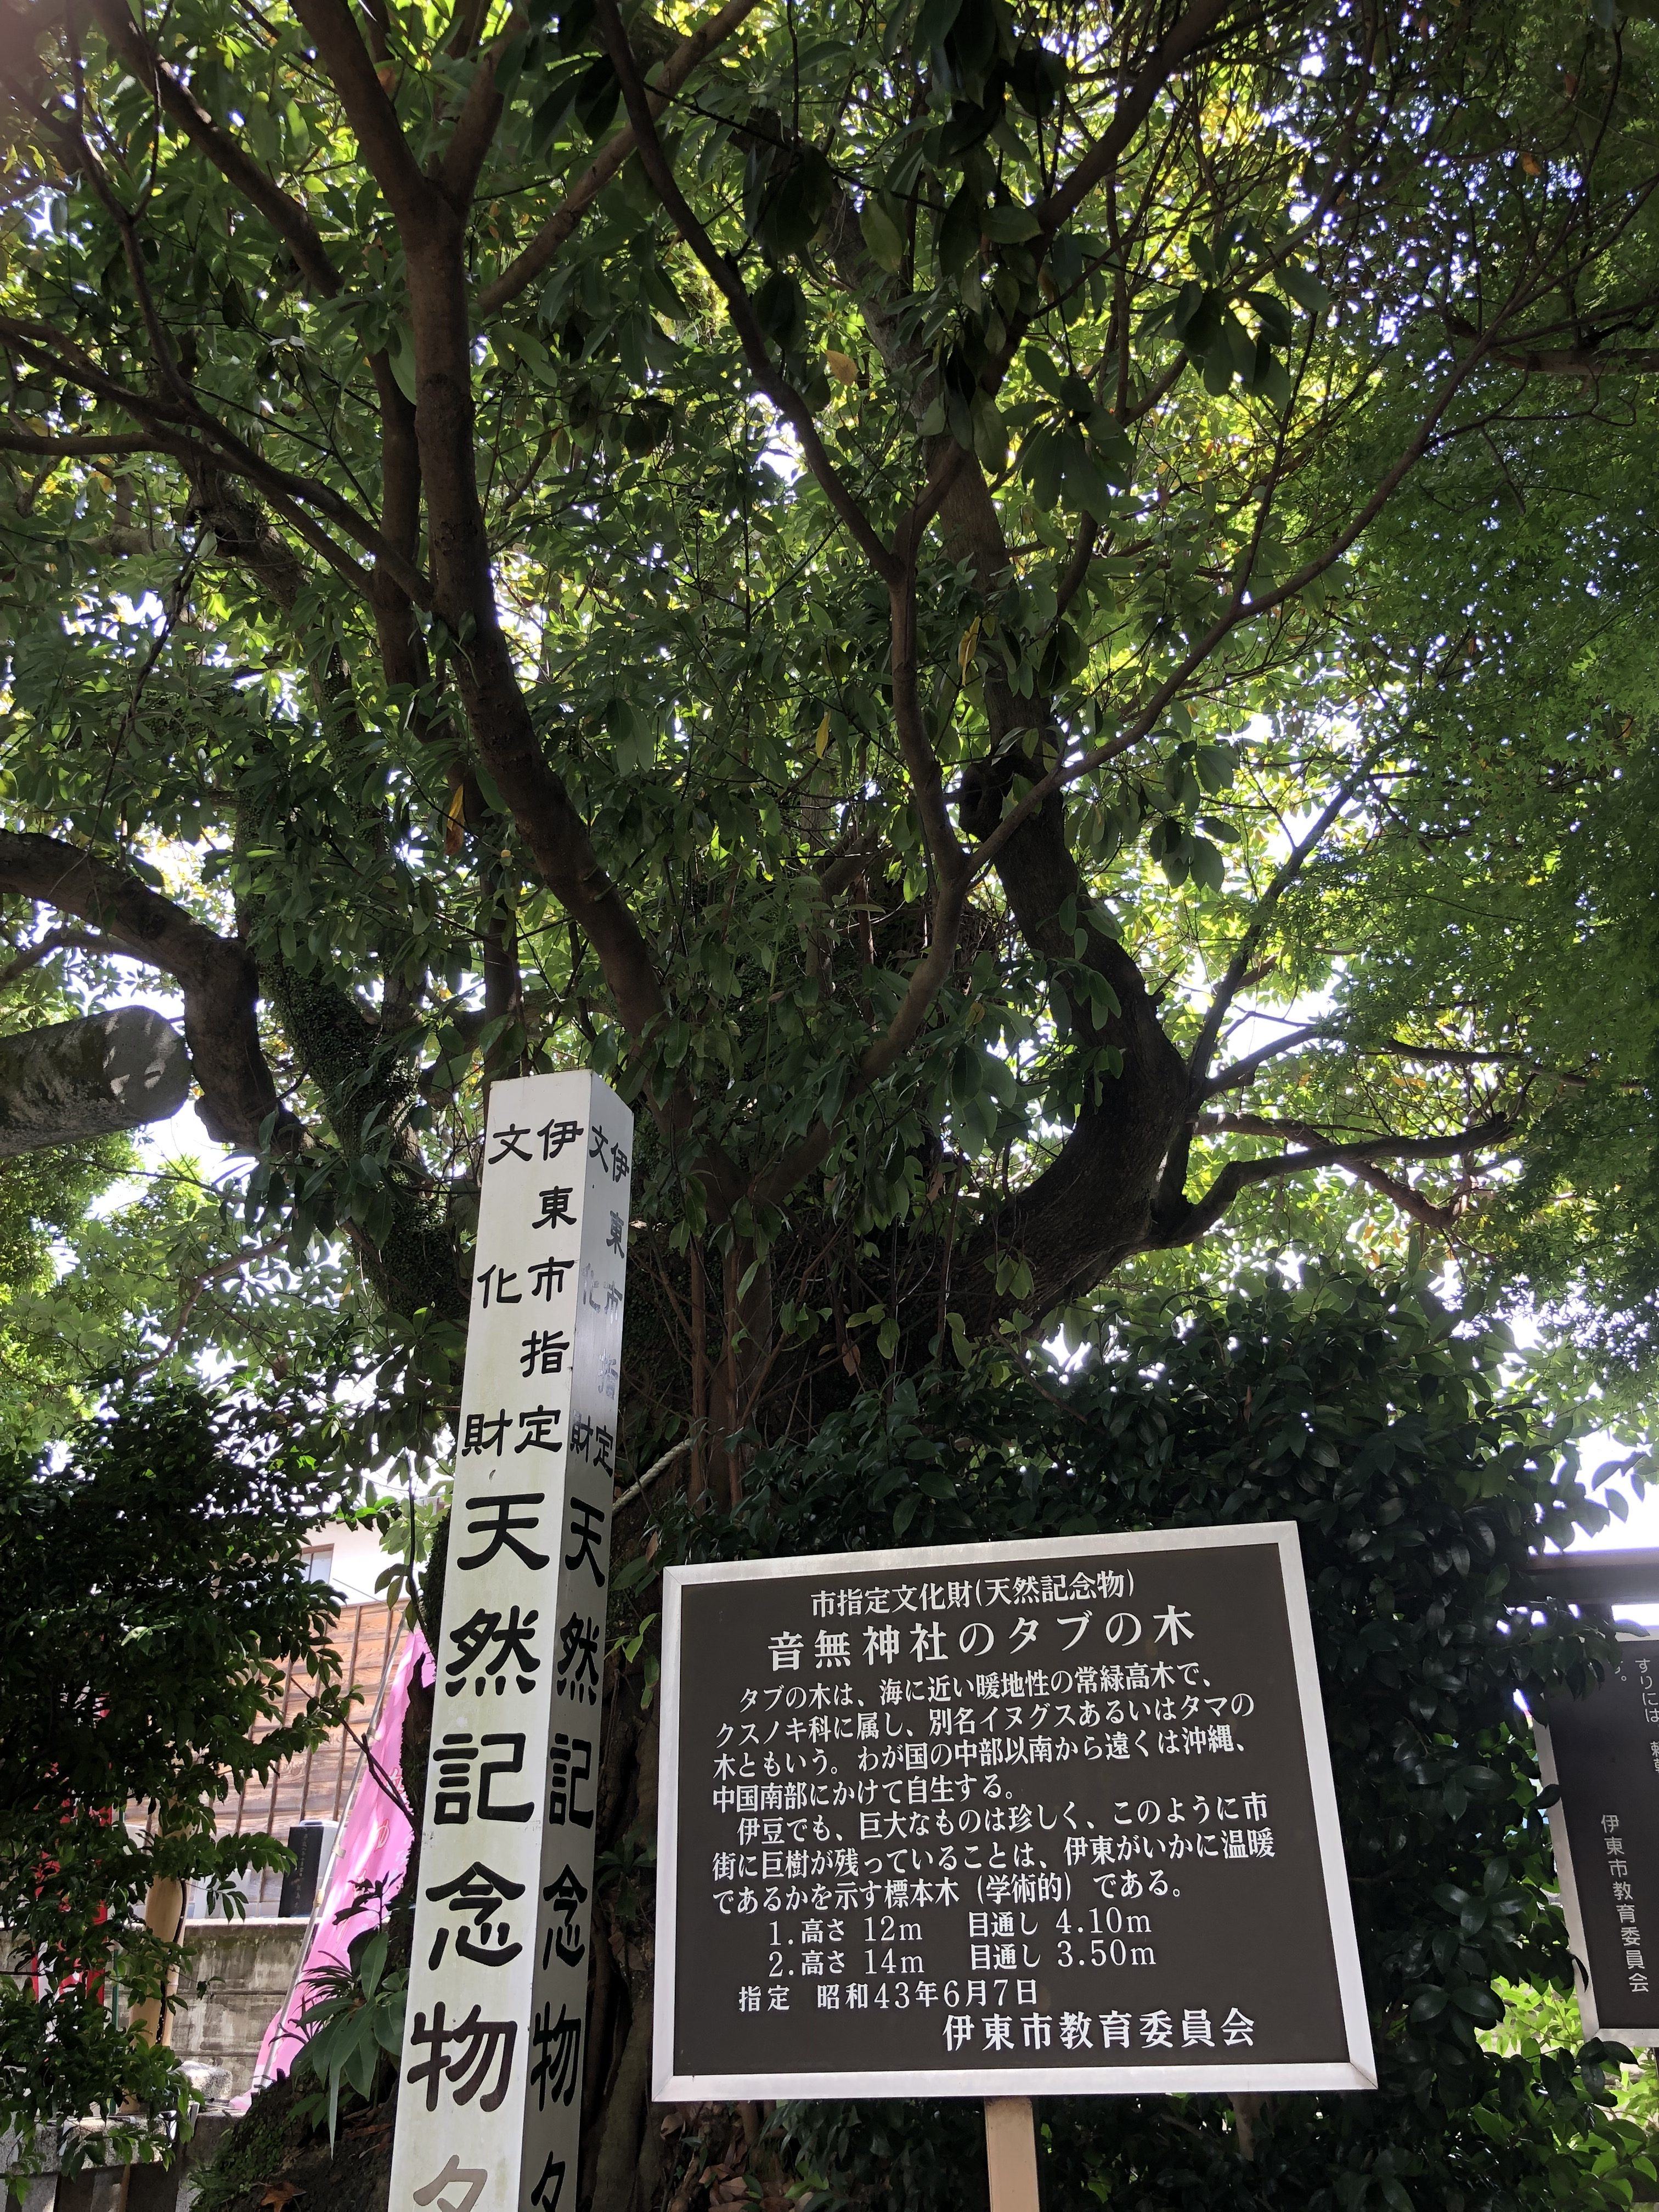 伊東市指定
文化財
天然記念物
伊東市指定
文化財
天然記念物
市指定文化財(天然記念物)
音無神社のタブの木
タブの木は、海に近い暖地性の常緑高木で、
クスノキ科に属し、別名イヌグスあるいはタマの
木ともいう。わが国の中部以南から遠くは沖縄、
中国南部にかけて自生する。
伊豆でも、巨大なものは珍しく、このように市
街に巨樹が残っていることは、伊東がいかに温暖
であるかを示す標本木(学術的)である。
1.高さ 12m 目通し 4.10m
2.高さ 14m 目通し 3.50m
指定 昭和43年6月7日
伊東市教育委員会
すりには
伊東市教育委員会